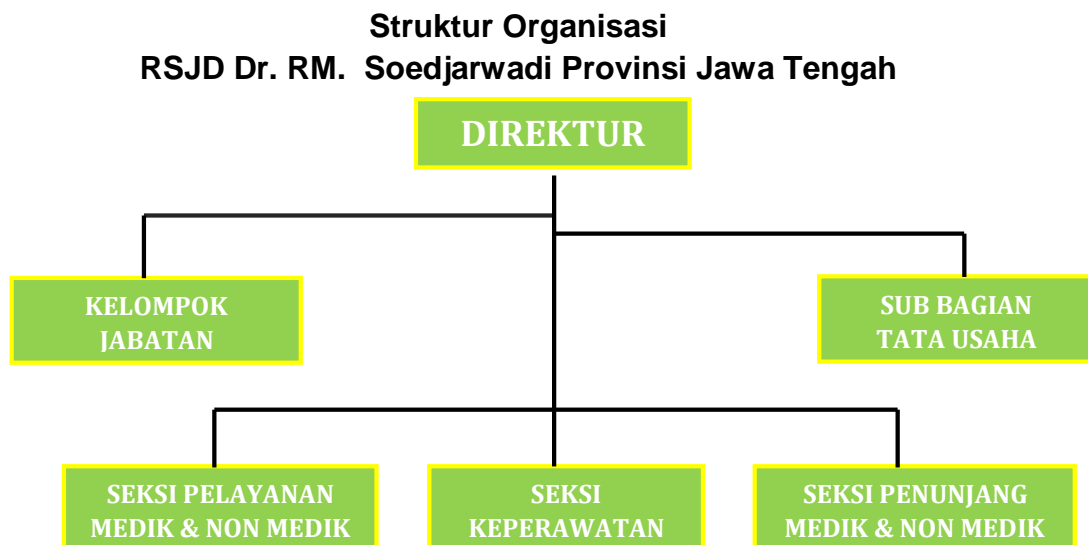 Struktur Organisasi
RSJD Dr. RM. Soedjarwadi Provinsi Jawa Tengah
DIREKTUR
KELOMPOK
JABATAN
SUB BAGIAN
TATA USAHA
SEKSI PELAYANAN
MEDIK & NON MEDIK
SEKSI
KEPERAWATAN
SEKSI PENUNJANG
MEDIK & NON MEDIK